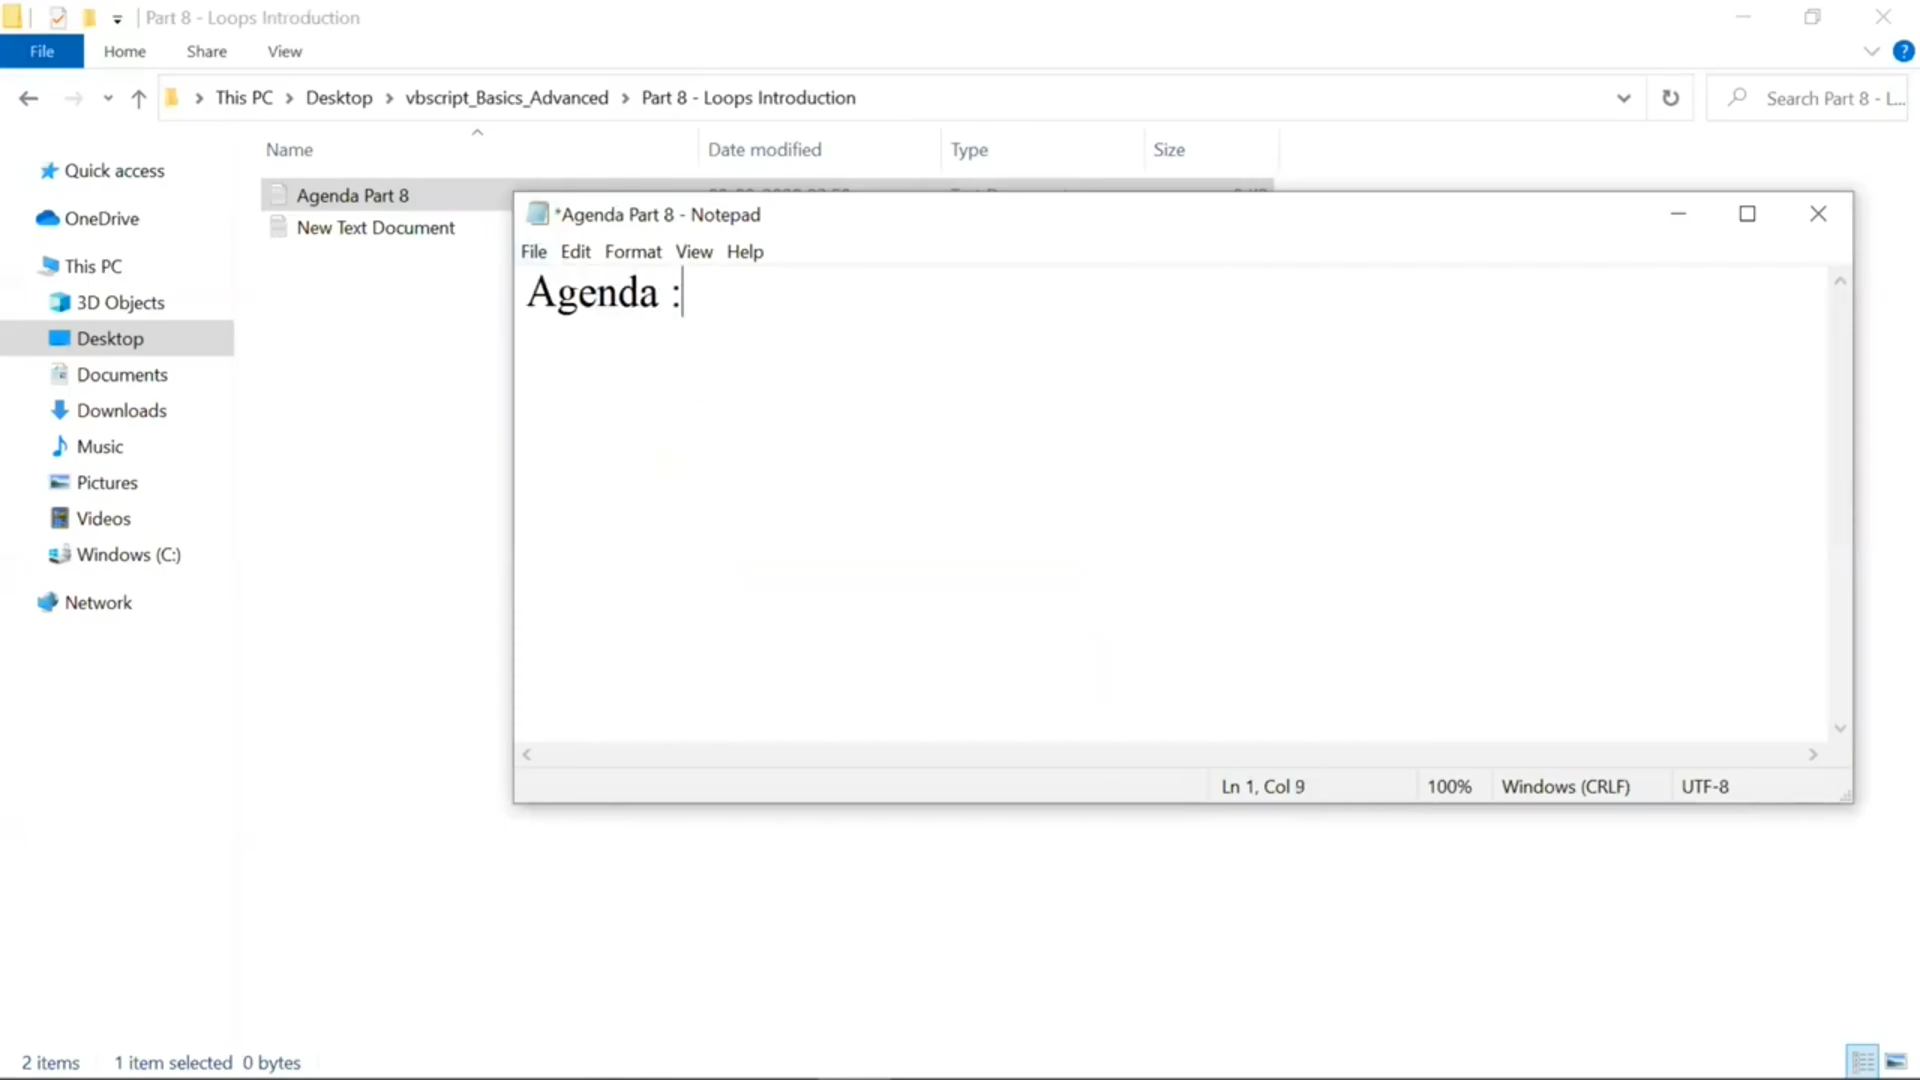 Part 8 - Loops Introduction
File Home Share View
This PC Desktop vbscript_Basics_Advanced Part 8 - Loops Introduction
Search Part 8 - L...
Name Date modified Type Size
Quick access
OneDrive
This PC
3D Objects
Desktop
Documents
Downloads
Music
Pictures
Videos
Windows (C:)
Network
Agenda Part 8
New Text Document
*Agenda Part 8 - Notepad
File Edit Format View Help
Agenda :
Ln 1, Col 9 100% Windows (CRLF) UTF-8
2 items 1 item selected 0 bytes